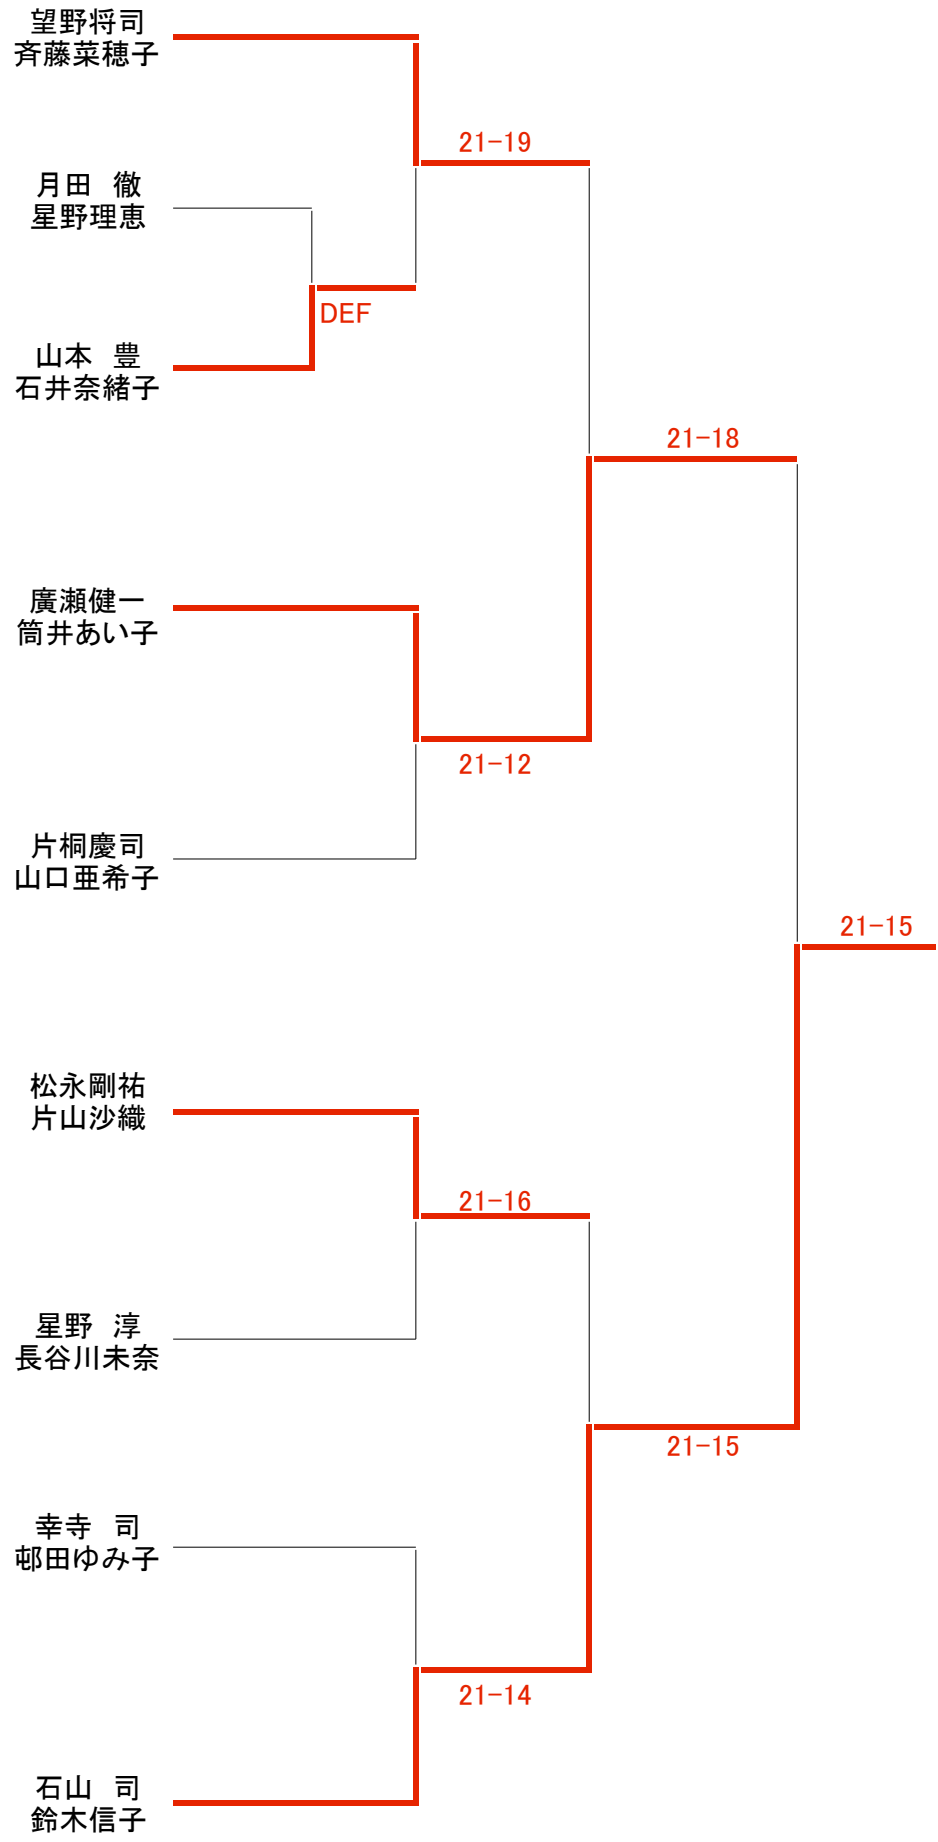 望野将司
斉藤菜穂子
21-19
月田　徹
星野理恵
DEF
山本　豊
石井奈緒子
21-18
廣瀬健一
筒井あい子
21-12
片桐慶司
山口亜希子
21-15
松永剛祐
片山沙織
21-16
星野　淳
長谷川未奈
21-15
幸寺　司
邨田ゆみ子
21-14
石山　司
鈴木信子